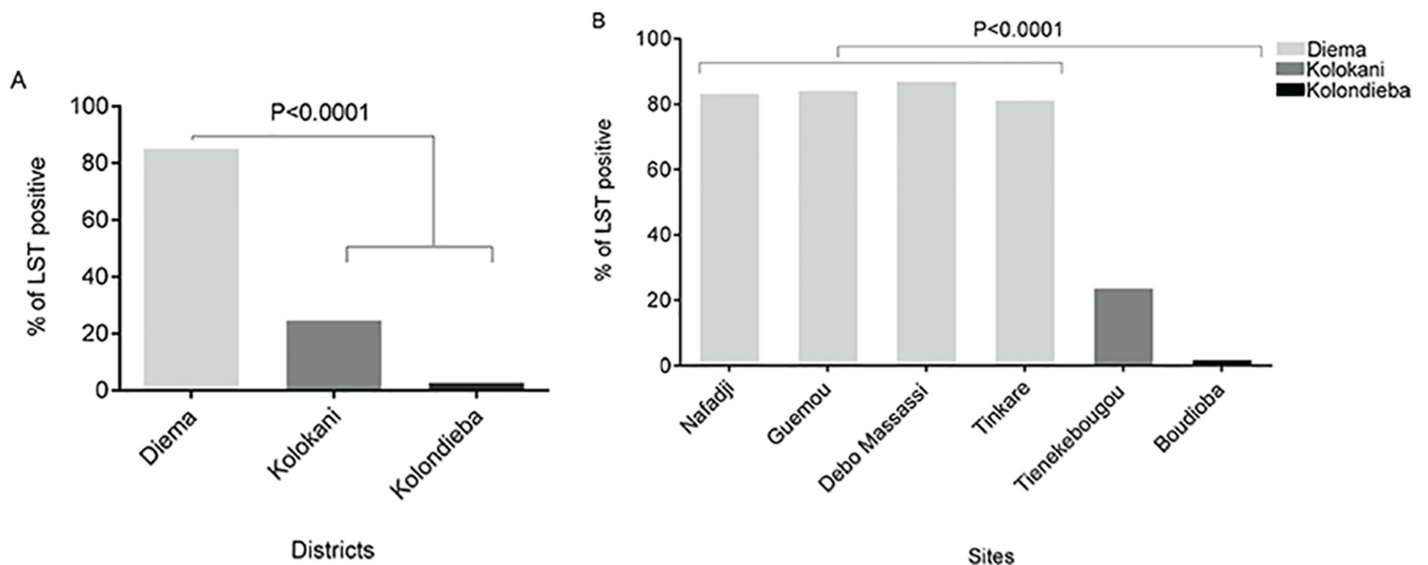 A
P<0.0001
% of LST positive
100
80
60
40
20
0
Diema
Kolokani
Kolondieba
Districts
B
P<0.0001
% of LST positive
100
80
60
40
20
0
Nafadji
Guemou
Debo Massassi
Tinkare
Tienekebougou
Boudioba
Sites
Diema
Kolokani
Kolondieba